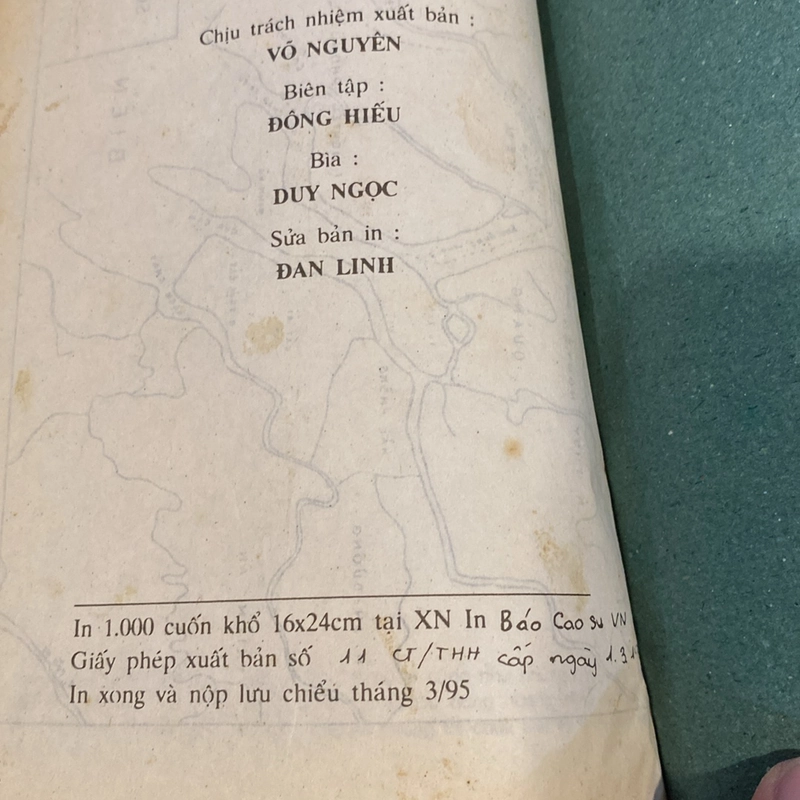 Chịu trách nhiệm xuất bản :
VÕ NGUYÊN
Biên tập :
ĐÔNG HIẾU
Bìa :
DUY NGỌC
Sửa bản in :
ĐAN LINH
In 1.000 cuốn khổ 16x24cm tại XN In Báo Cao su VN
Giấy phép xuất bản số 11 CT/THH cấp ngày 1.3
In xong và nộp lưu chiểu tháng 3/95